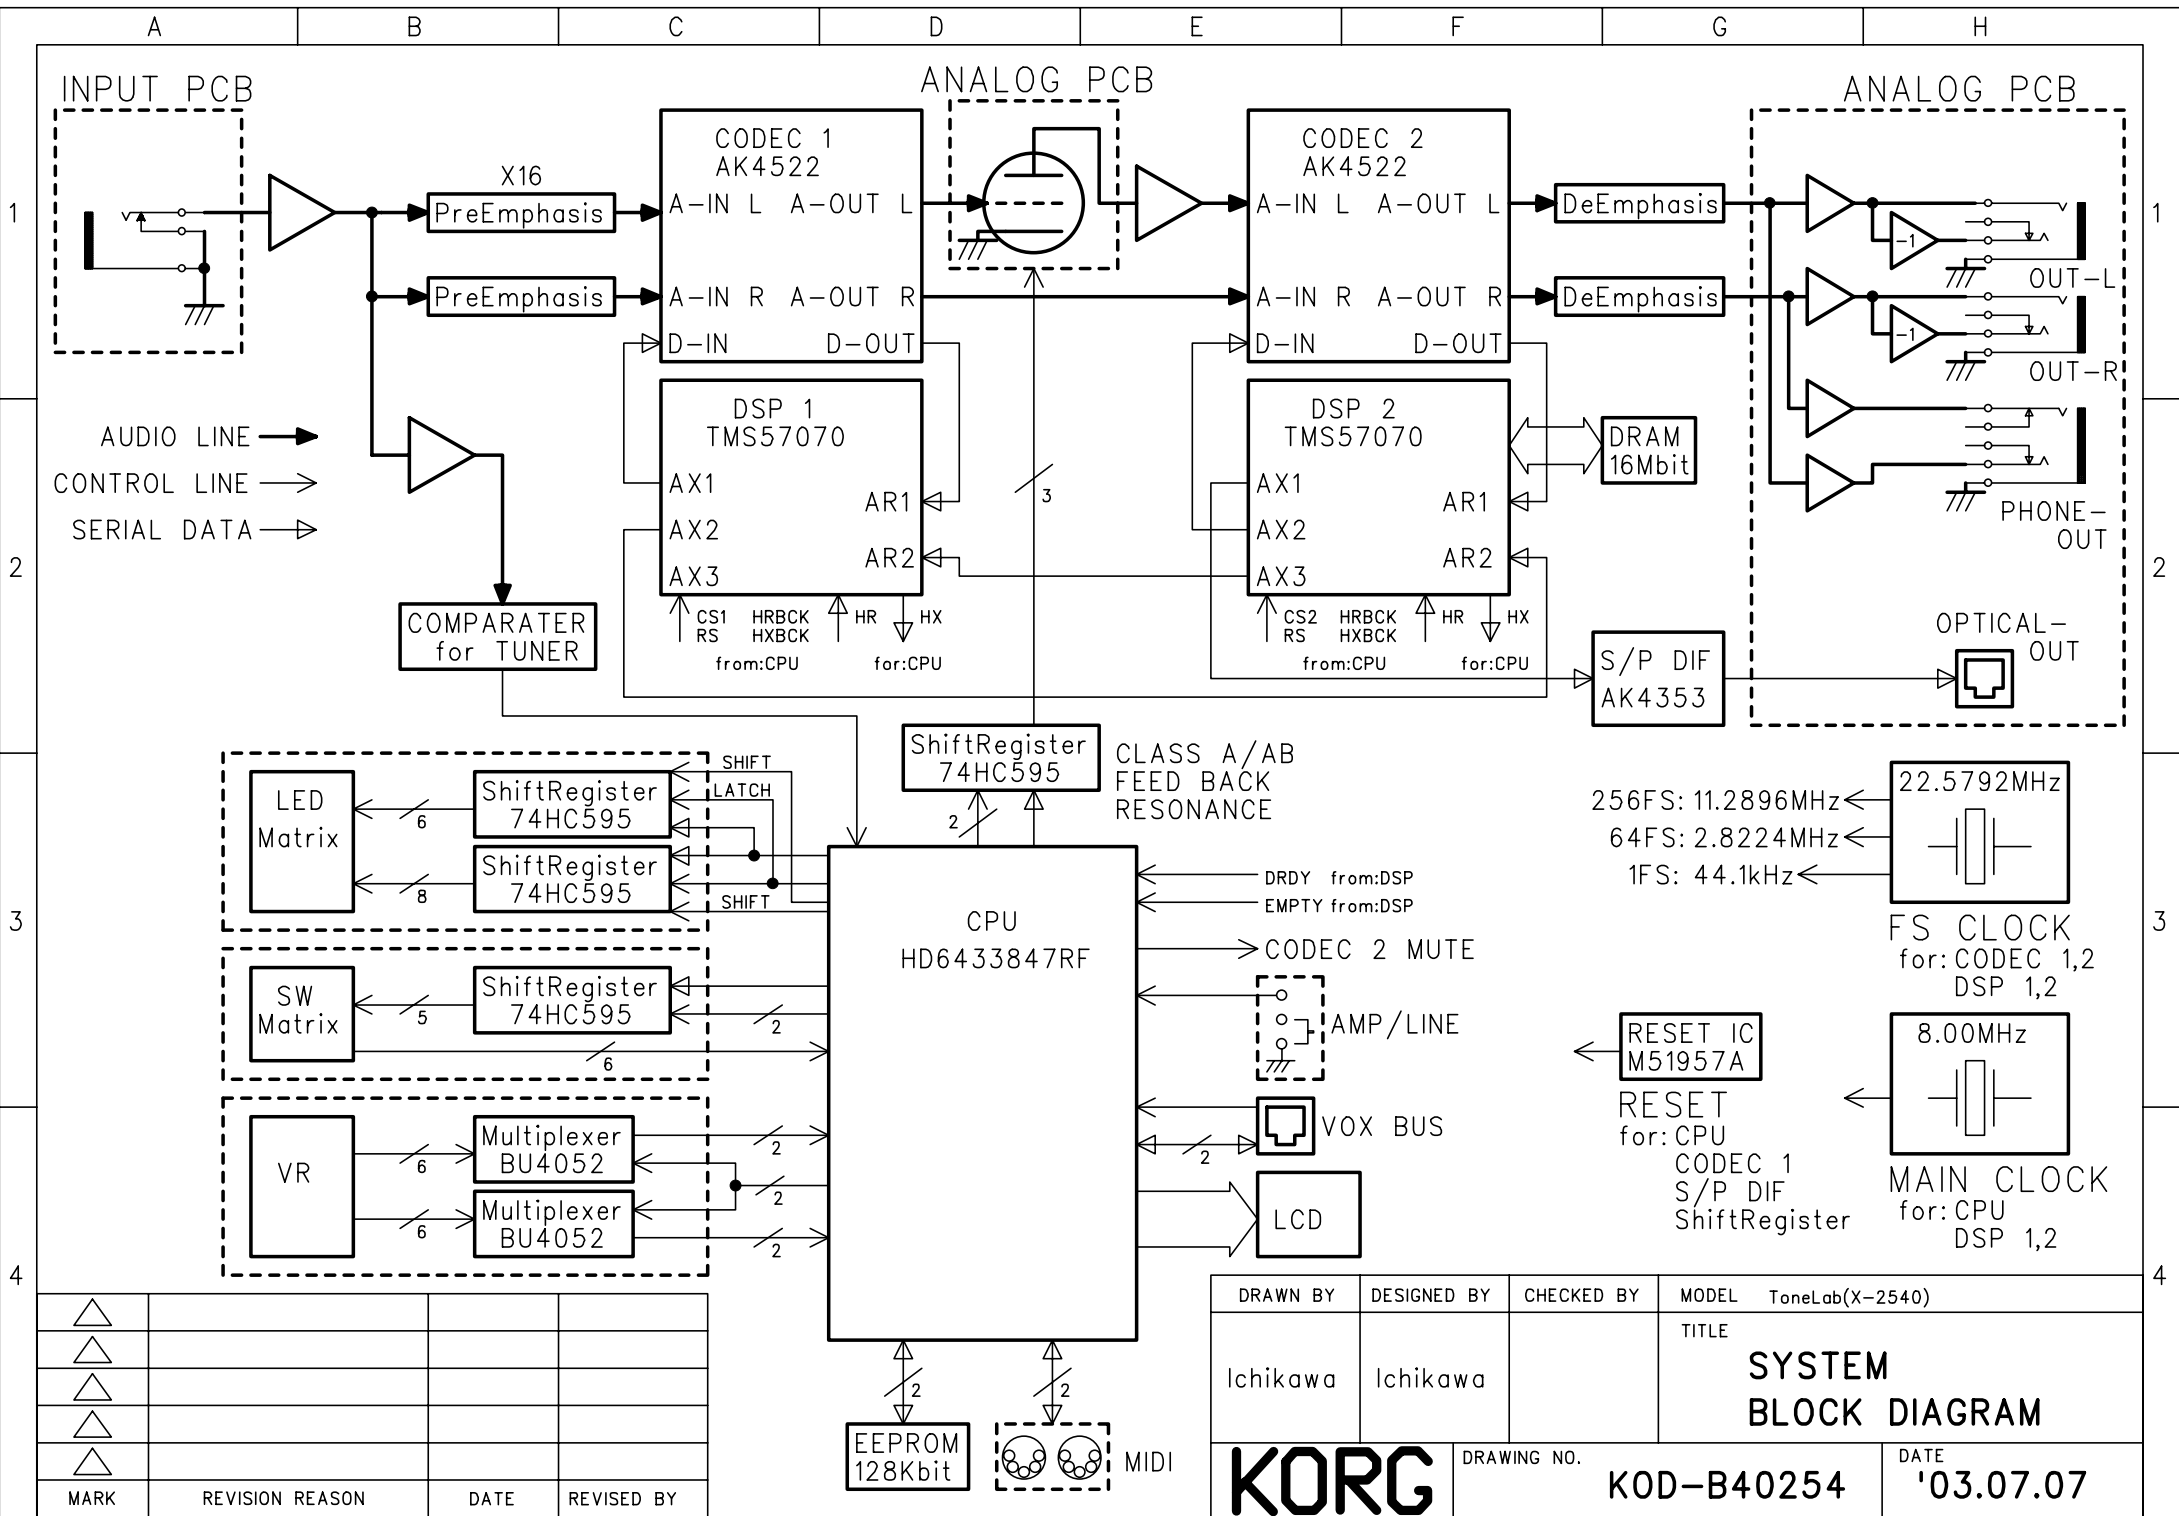 A B C D E F G H
INPUT PCB
ANALOG PCB
ANALOG PCB
1
1
X16
PreEmphasis
PreEmphasis
CODEC 1
AK4522
A-IN L A-OUT L
A-IN R A-OUT R
D-IN D-OUT
CODEC 2
AK4522
A-IN L A-OUT L
A-IN R A-OUT R
D-IN D-OUT
DeEmphasis
DeEmphasis
-1
OUT-L
-1
OUT-R
PHONE-
OUT
AUDIO LINE
CONTROL LINE
SERIAL DATA
DSP 1
TMS57070
AX1
AR1
AX2
AR2
AX3
CS1 HRBCK HR HX
RS HXBCK
from:CPU for:CPU
3
DSP 2
TMS57070
AX1
AR1
AX2
AR2
AX3
CS2 HRBCK HR HX
RS HXBCK
from:CPU for:CPU
DRAM
16Mbit
2
2
COMPARATER
for TUNER
S/P DIF
AK4353
OPTICAL-
OUT
ShiftRegister
74HC595
CLASS A/AB
FEED BACK
RESONANCE
2
LED
Matrix
6
8
ShiftRegister
74HC595
ShiftRegister
74HC595
SHIFT
LATCH
SHIFT
SW
Matrix
5
ShiftRegister
74HC595
2
6
VR
6
6
Multiplexer
BU4052
Multiplexer
BU4052
2
2
2
CPU
HD6433847RF
DRDY from:DSP
EMPTY from:DSP
CODEC 2 MUTE
AMP/LINE
VOX BUS
2
LCD
256FS: 11.2896MHz
64FS: 2.8224MHz
1FS: 44.1kHz
22.5792MHz
FS CLOCK
for: CODEC 1,2
DSP 1,2
3
3
RESET IC
M51957A
RESET
for: CPU
CODEC 1
S/P DIF
ShiftRegister
8.00MHz
MAIN CLOCK
for: CPU
DSP 1,2
4
4
2
2
EEPROM
128Kbit
MIDI
MARK REVISION REASON DATE REVISED BY
DRAWN BY DESIGNED BY CHECKED BY MODEL ToneLab(X-2540)
Ichikawa Ichikawa
TITLE
SYSTEM
BLOCK DIAGRAM
KORG
DRAWING NO. KOD-B40254
DATE '03.07.07